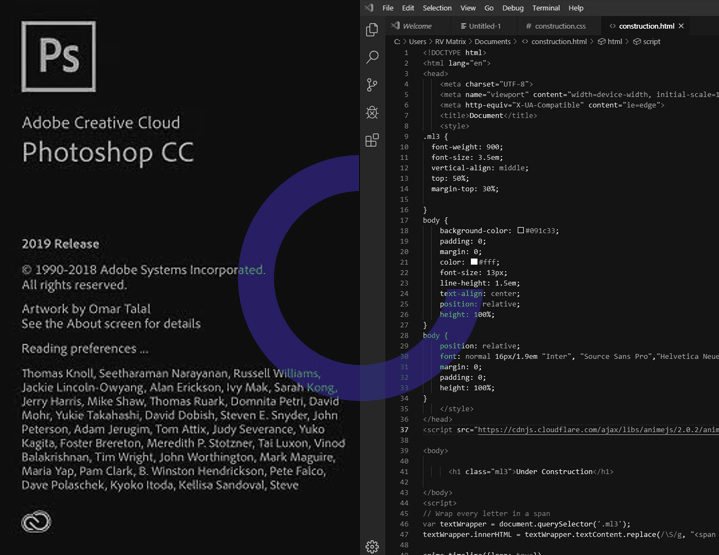 Ps
Adobe Creative Cloud
Photoshop CC
2019 Release
© 1990-2018 Adobe Systems Incorporated.
All rights reserved.
Artwork by Omar Talal
See the About screen for details
Reading preferences ...
Thomas Knoll, Seetharaman Narayanan, Russell Williams,
Jackie Lincoln-Owyang, Alan Erickson, Ivy Mak, Sarah Kong,
Jerry Harris, Mike Shaw, Thomas Ruark, Domnita Petri, David
Mohr, Yukie Takahashi, David Dobish, Steven E. Snyder, John
Peterson, Adam Jerugim, Tom Attix, Judy Severance, Yuko
Kagita, Foster Brereton, Meredith P. Stotzner, Tai Luxon, Vinod
Balakrishnan, Tim Wright, John Worthington, Mark Maguire,
Maria Yap, Pam Clark, B. Winston Hendrickson, Pete Falco,
Dave Polaschek, Kyoko Itoda, Kellisa Sandoval, Steve
File Edit Selection View Go Debug Terminal Help
Welcome Untitled-1 # construction.css <> construction.html ×
C: > Users > RV Matrix > Documents > <> construction.html > html > script
1 <!DOCTYPE html>
2 <html lang="en">
3 <head>
4 <meta charset="UTF-8">
5 <meta name="viewport" content="width=device-width, initial-scale=1
6 <meta http-equiv="X-UA-Compatible" content="ie=edge">
7 <title>Document</title>
8 <style>
9 .ml3 {
10 font-weight: 900;
11 font-size: 3.5em;
12 vertical-align: middle;
13 top: 50%;
14 margin-top: 30%;
15
16 }
17 body {
18 background-color: #091c33;
19 padding: 0;
20 margin: 0;
21 color: #fff;
22 font-size: 13px;
23 line-height: 1.5em;
24 text-align: center;
25 position: relative;
26 height: 100%;
27 }
28 body {
29 position: relative;
30 font: normal 16px/1.9em "Inter", "Source Sans Pro","Helvetica Neue
31 margin: 0;
32 padding: 0;
33 height: 100%;
34 }
35 </style>
36 </head>
37 <script src="https://cdnjs.cloudflare.com/ajax/libs/animejs/2.0.2/anim
38
39 <body>
40
41 <h1 class="ml3">Under Construction</h1>
42
43 </body>
44 <script>
45 // Wrap every letter in a span
46 var textWrapper = document.querySelector('.ml3');
47 textWrapper.innerHTML = textWrapper.textContent.replace(/\S/g, "<span
48